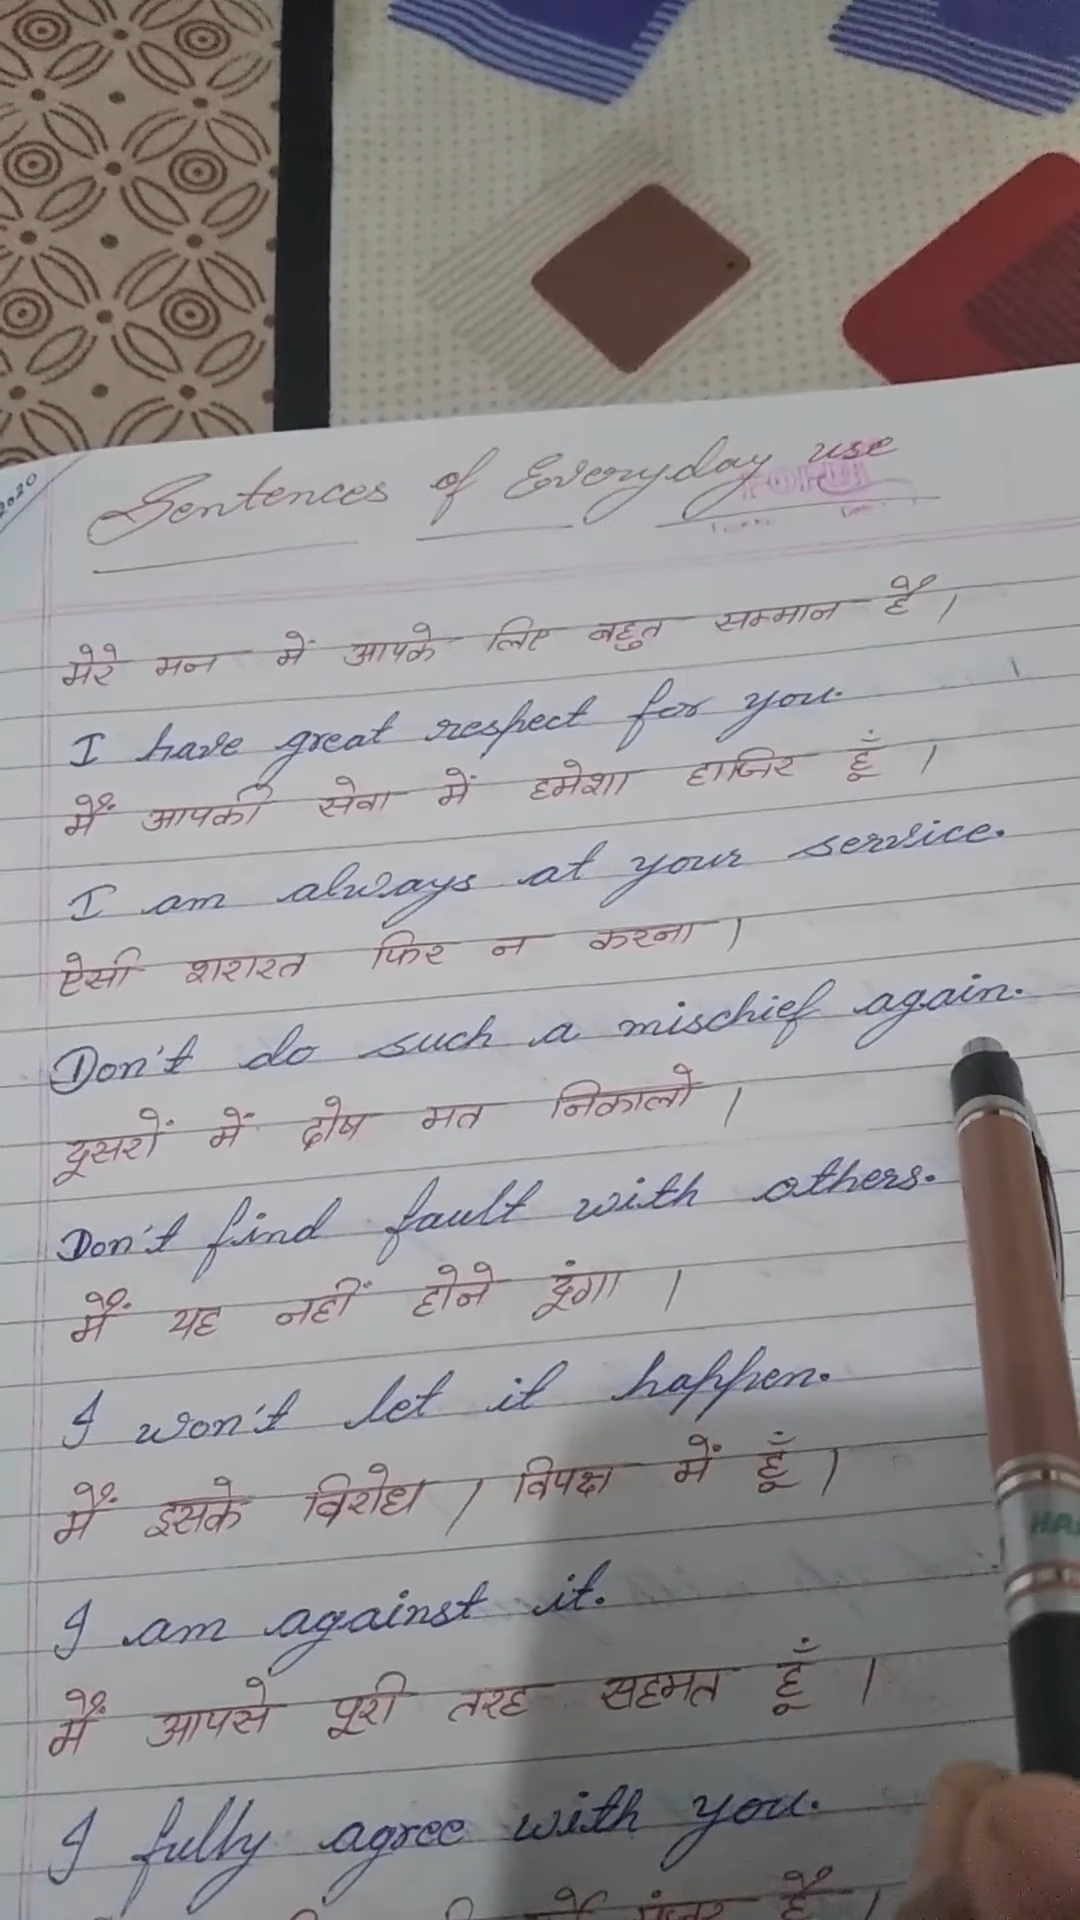 2020
Sentences of Everyday use
मेरे मन में आपके लिए बहुत सम्मान है ।
I have great respect for you.
मैं आपकी सेवा में हमेशा हाजिर हूँ ।
I am always at your service.
ऐसी शरारत फिर न करना ।
Don't do such a mischief again.
दूसरों में दोष मत निकालो ।
Don't find fault with others.
मैं यह नहीं होने दूंगा ।
I won't let it happen.
मैं इसके विरोध / विपक्ष में हूँ ।
I am against it.
मैं आपसे पूरी तरह सहमत हूँ ।
I fully agree with you.